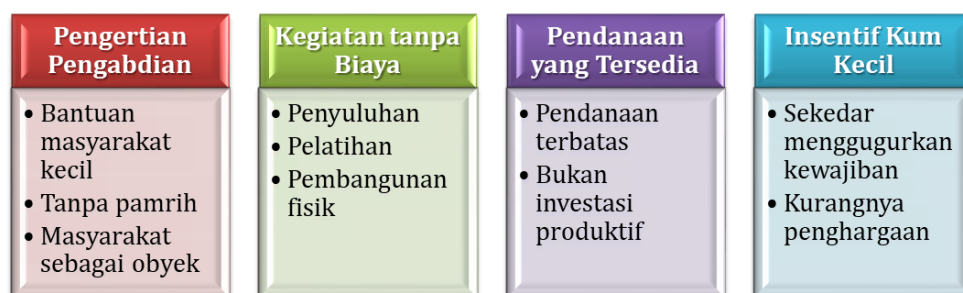 Pengertian
Pengabdian
• Bantuan
masyarakat
kecil
• Tanpa pamrih
• Masyarakat
sebagai obyek
Kegiatan tanpa
Biaya
• Penyuluhan
• Pelatihan
• Pembangunan
fisik
Pendanaan
yang Tersedia
• Pendanaan
terbatas
• Bukan
investasi
produktif
Insentif Kum
Kecil
• Sekedar
menggugurkan
kewajiban
• Kurangnya
penghargaan